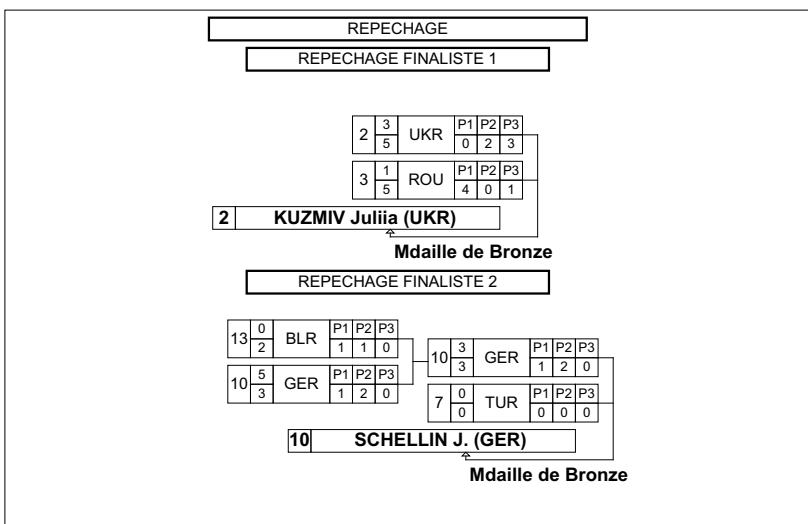 REPECHAGE
REPECHAGE FINALISTE 1
2 3 UKR P1 P2 P3
5 0 2 3
3 1 ROU P1 P2 P3
5 4 0 1
2 KUZMIV Juliia (UKR)
Mdaille de Bronze
REPECHAGE FINALISTE 2
13 0 BLR P1 P2 P3
2 1 1 0
10 5 GER P1 P2 P3
3 1 2 0
10 3 GER P1 P2 P3
3 1 2 0
7 0 TUR P1 P2 P3
0 0 0 0
10 SCHELLIN J. (GER)
Mdaille de Bronze